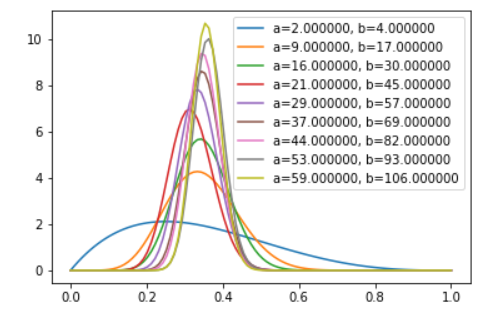 10
8
6
4
2
0
a=2.000000, b=4.000000
a=9.000000, b=17.000000
a=16.000000, b=30.000000
a=21.000000, b=45.000000
a=29.000000, b=57.000000
a=37.000000, b=69.000000
a=44.000000, b=82.000000
a=53.000000, b=93.000000
a=59.000000, b=106.000000
0.0 0.2 0.4 0.6 0.8 1.0